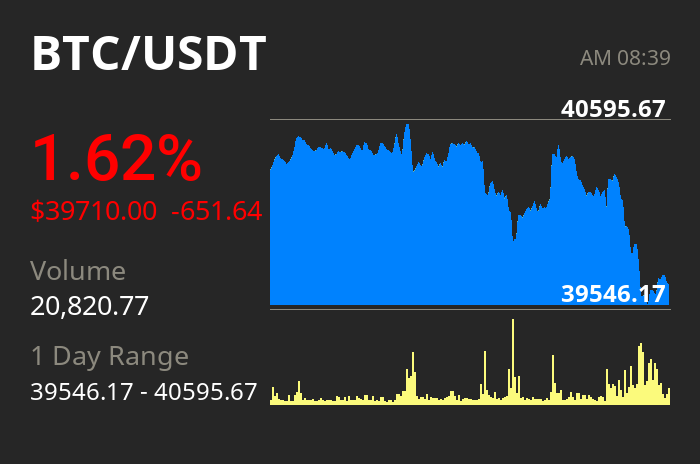 BTC/USDT
AM 08:39
40595.67
1.62%
$39710.00 -651.64
Volume
20,820.77
39546.17
1 Day Range
39546.17 - 40595.67